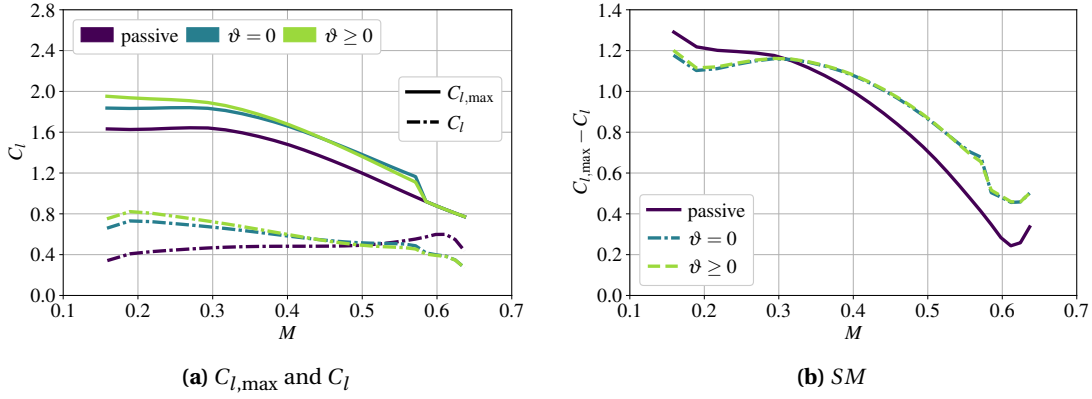 2.8
2.4
2.0
1.6
1.2
0.8
0.4
0.0
C_l
passive ϑ = 0 ϑ ≥ 0
C_{l,max}
C_l
0.1 0.2 0.3 0.4 0.5 0.6 0.7
M
(a) C_{l,max} and C_l
1.4
1.2
1.0
0.8
0.6
0.4
0.2
0.0
C_{l,max} − C_l
passive
ϑ = 0
ϑ ≥ 0
0.1 0.2 0.3 0.4 0.5 0.6 0.7
M
(b) SM